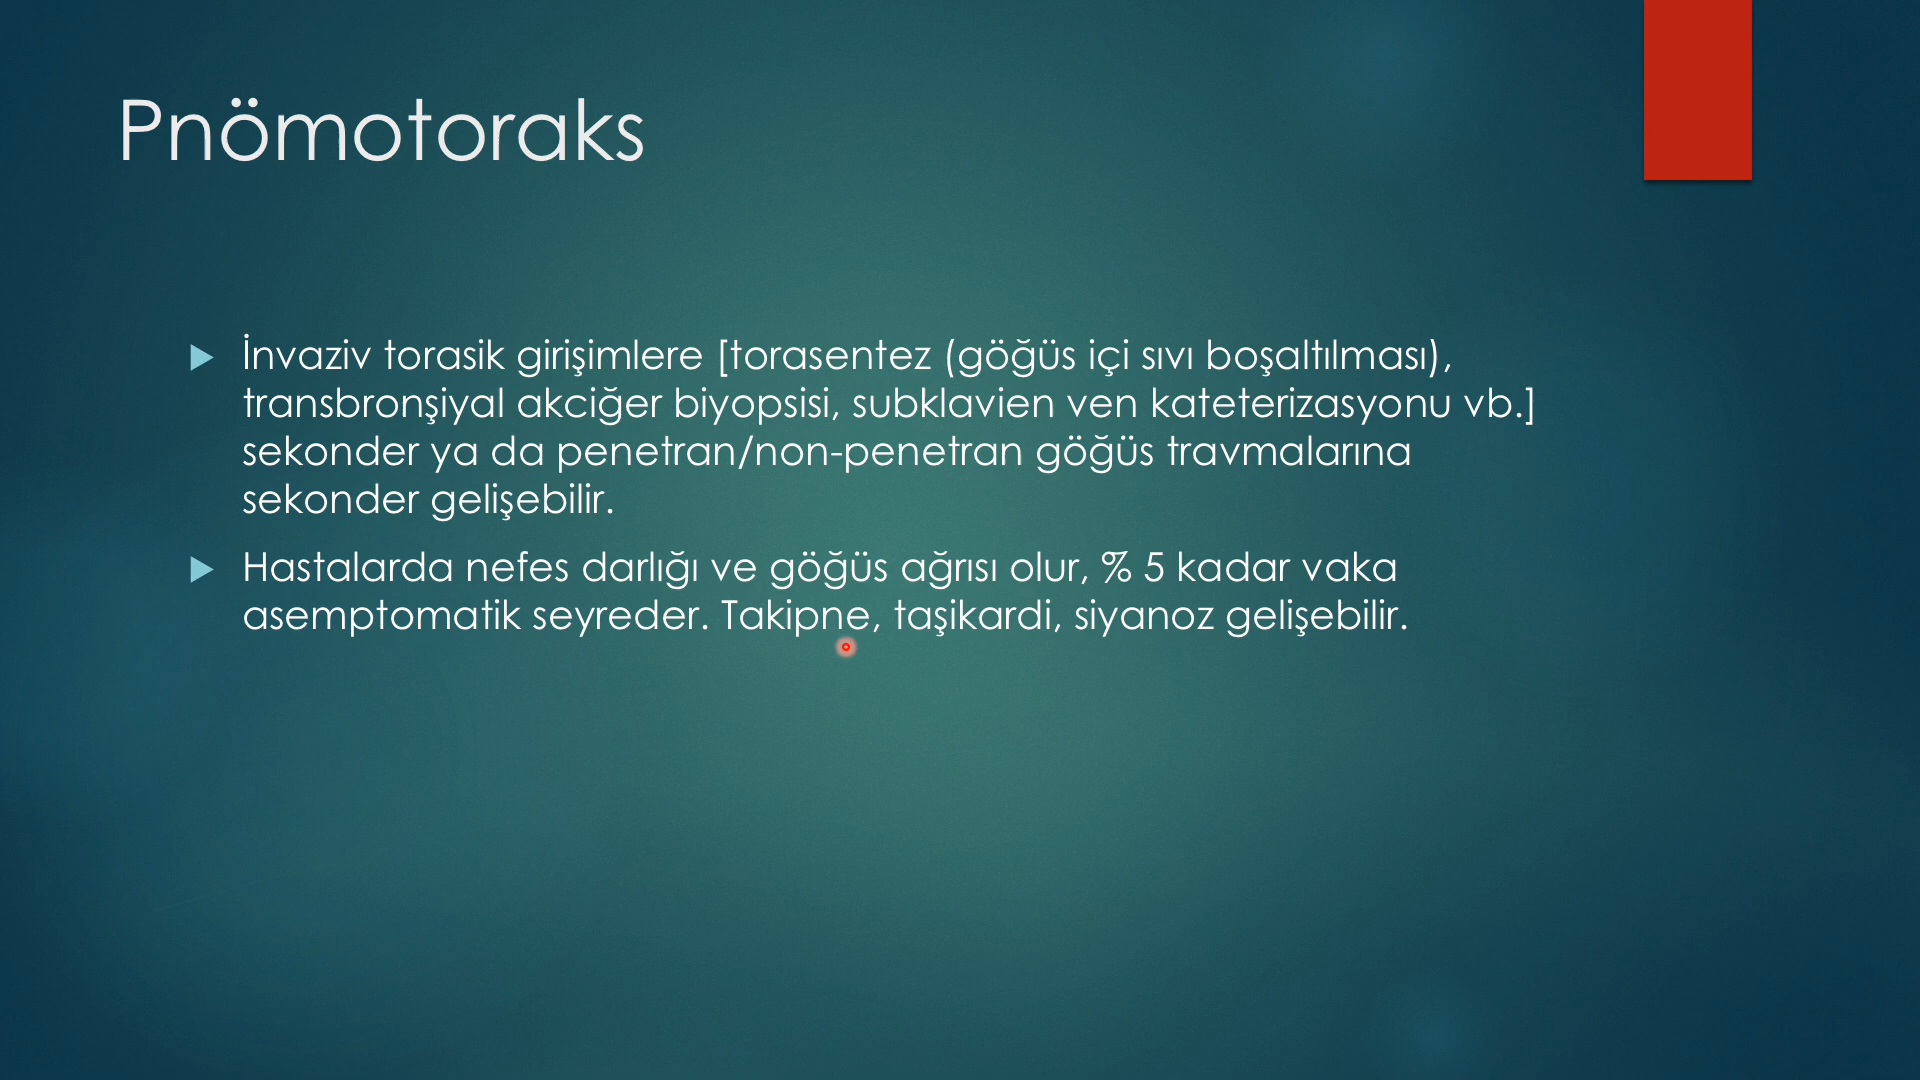 Pnömotoraks
İnvaziv torasik girişimlere [torasentez (göğüs içi sıvı boşaltılması),
transbronşiyal akciğer biyopsisi, subklavien ven kateterizasyonu vb.]
sekonder ya da penetran/non-penetran göğüs travmalarına
sekonder gelişebilir.
Hastalarda nefes darlığı ve göğüs ağrısı olur, % 5 kadar vaka
asemptomatik seyreder. Takipne, taşikardi, siyanoz gelişebilir.